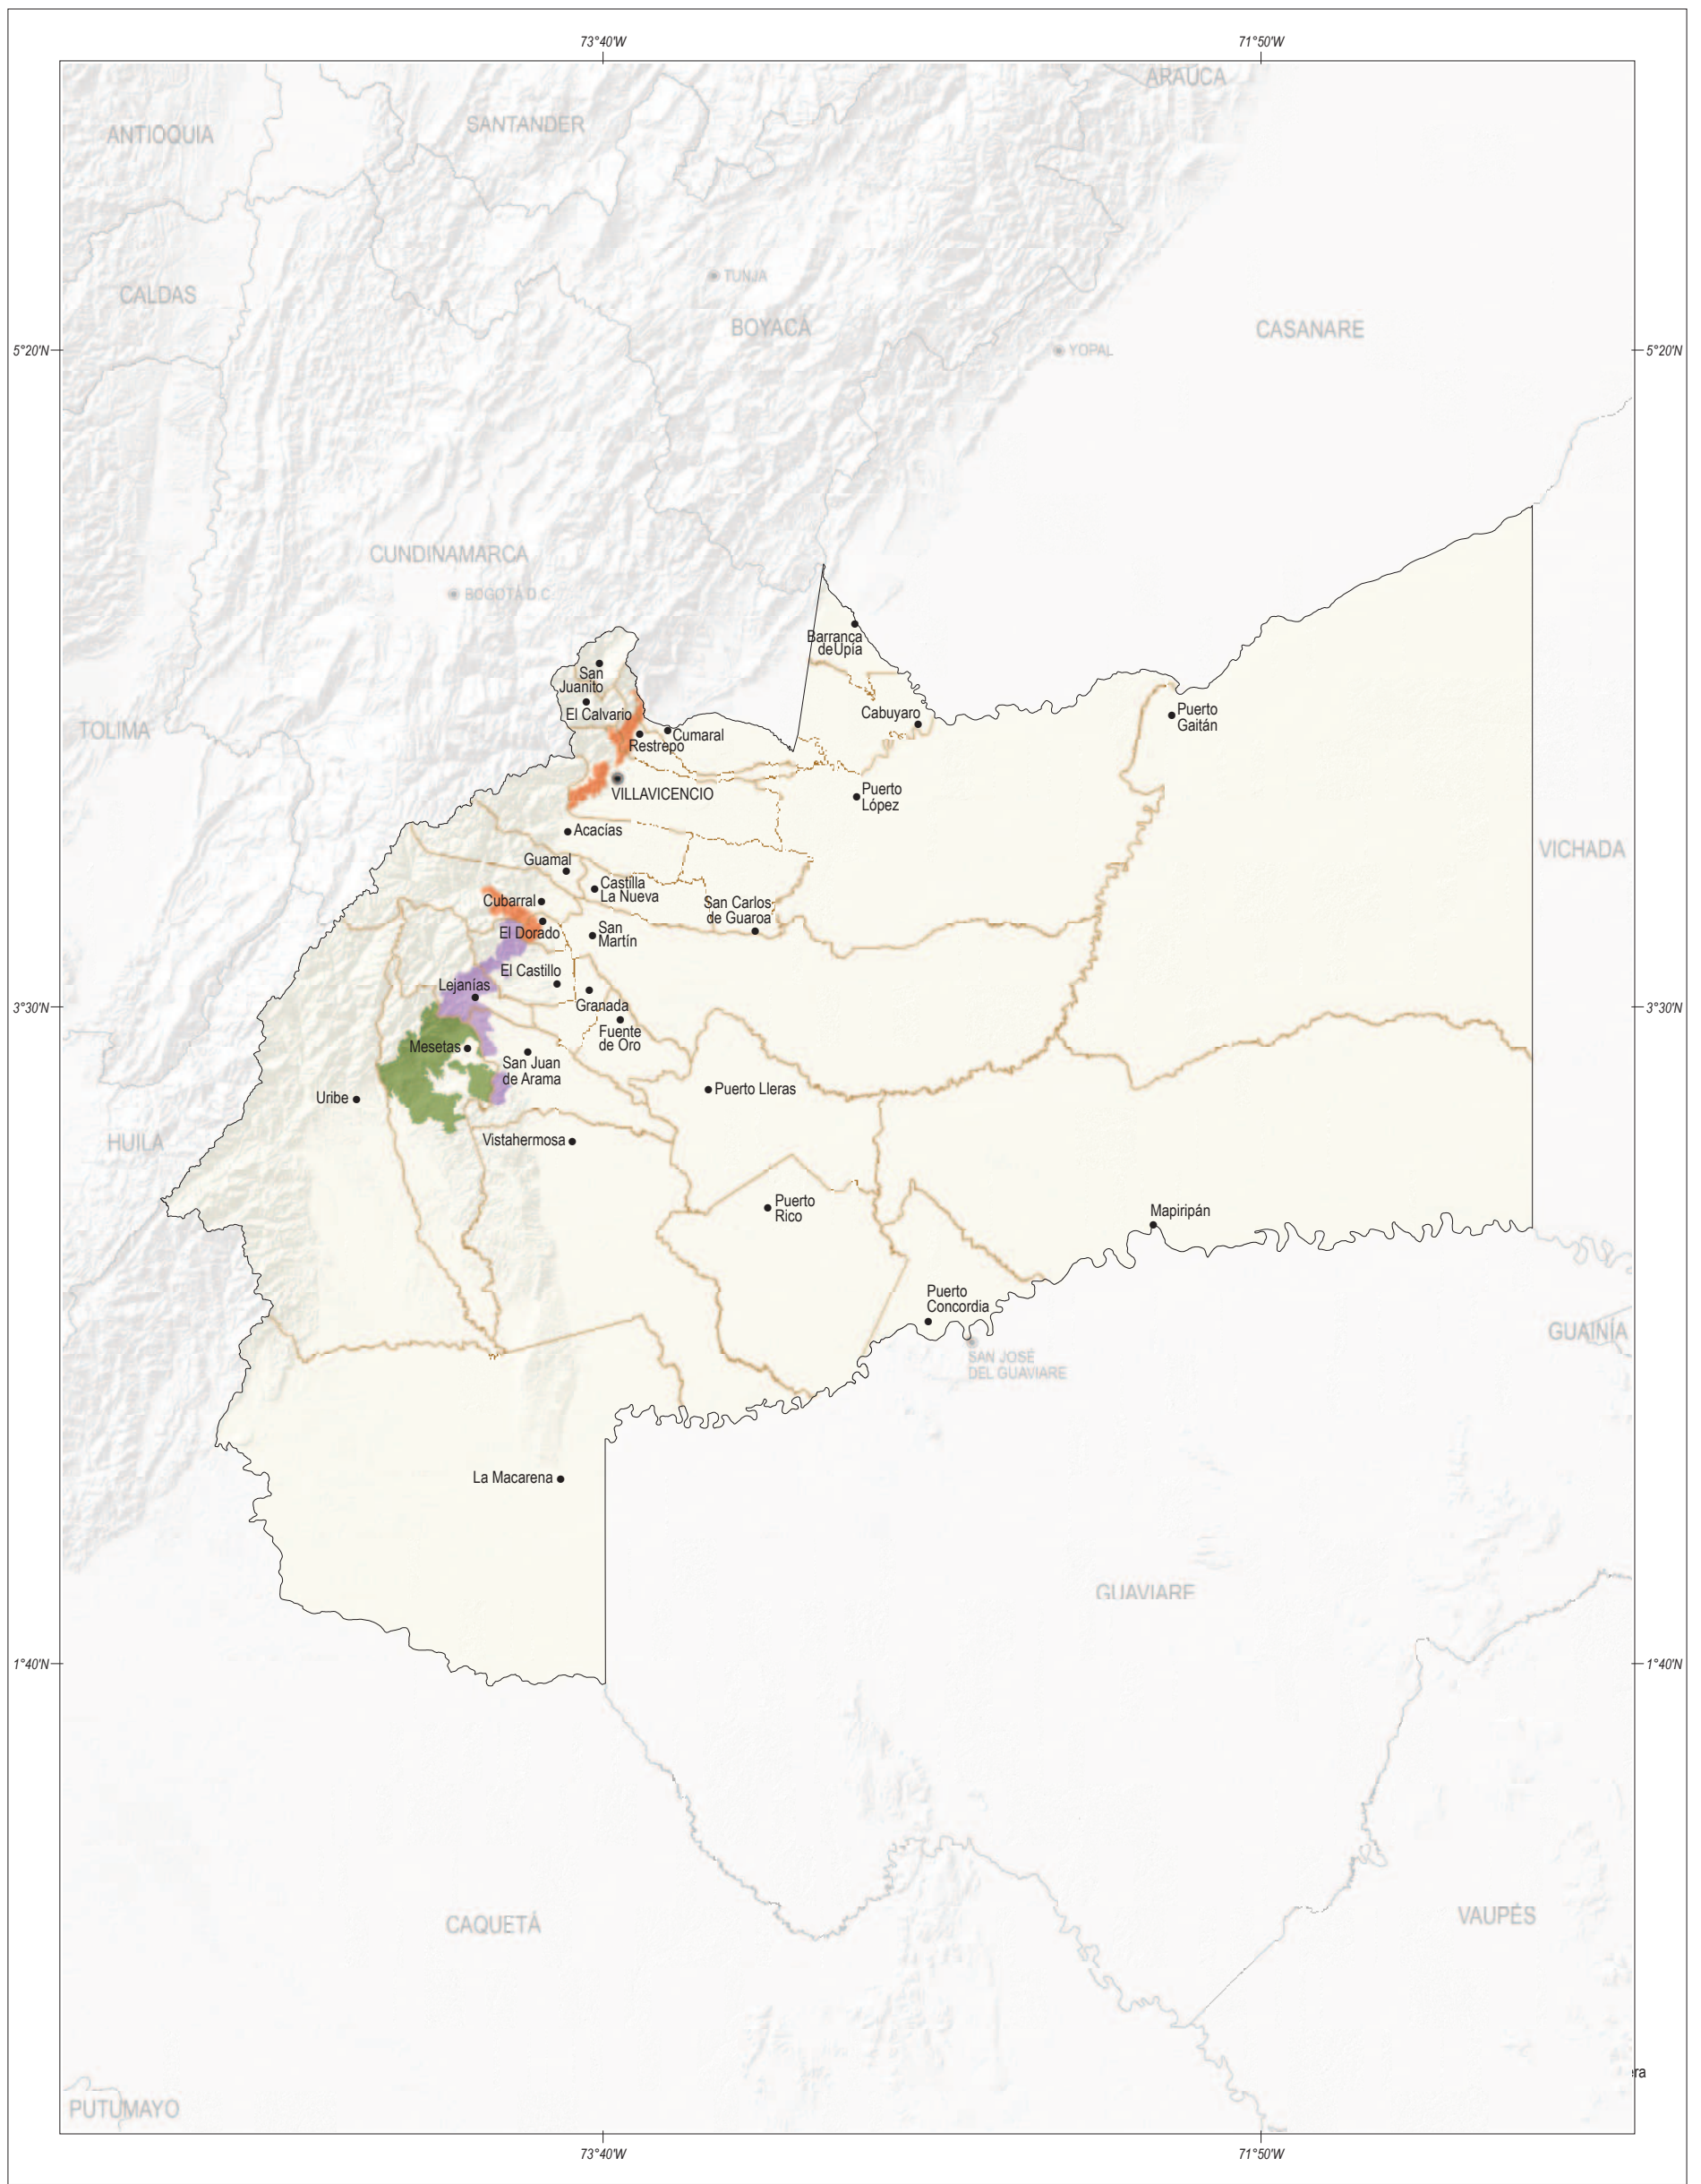 73°40'W
71°50'W
ARAUCA
ANTIOQUIA
SANTANDER
TUNJA
CALDAS
BOYACÁ
CASANARE
5°20'N
YOPAL
5°20'N
CUNDINAMARCA
BOGOTÁ D.C.
Barranca
deUpía
San
Juanito
El Calvario
Cabuyaro
Puerto
Gaitán
TOLIMA
Restrepo
Cumaral
VILLAVICENCIO
Puerto
López
Acacías
VICHADA
Guamal
Castilla
La Nueva
Cubarral
San Carlos
de Guaroa
El Dorado
San
Martín
El Castillo
Lejanías
3°30'N
Granada
3°30'N
Fuente
de Oro
Mesetas
San Juan
de Arama
Uribe
Puerto Lleras
HUILA
Vistahermosa
Puerto
Rico
Mapiripán
Puerto
Concordia
GUAINÍA
SAN JOSÉ
DEL GUAVIARE
La Macarena
GUAVIARE
1°40'N
1°40'N
CAQUETÁ
VAUPÉS
PUTUMAYO
73°40'W
71°50'W